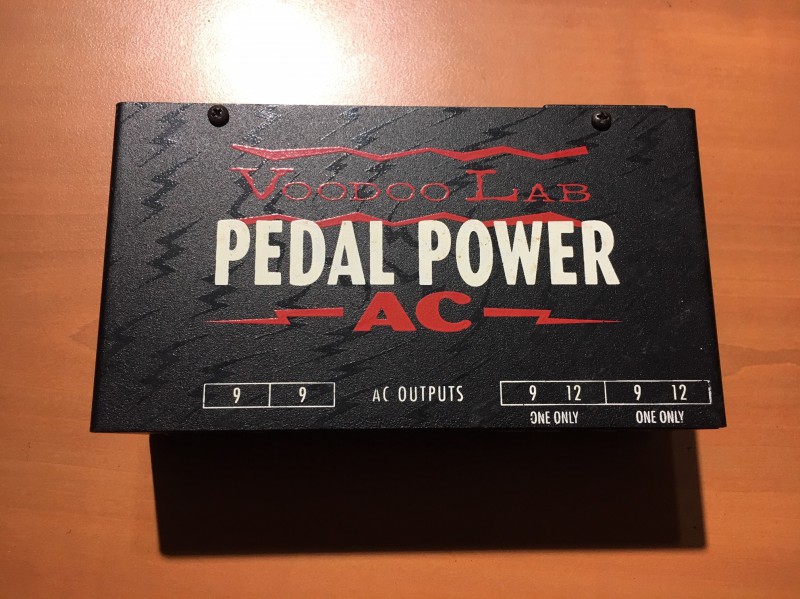 VOODOO LAB
PEDAL POWER
AC
9 9 AC OUTPUTS 9 12 9 12
ONE ONLY ONE ONLY